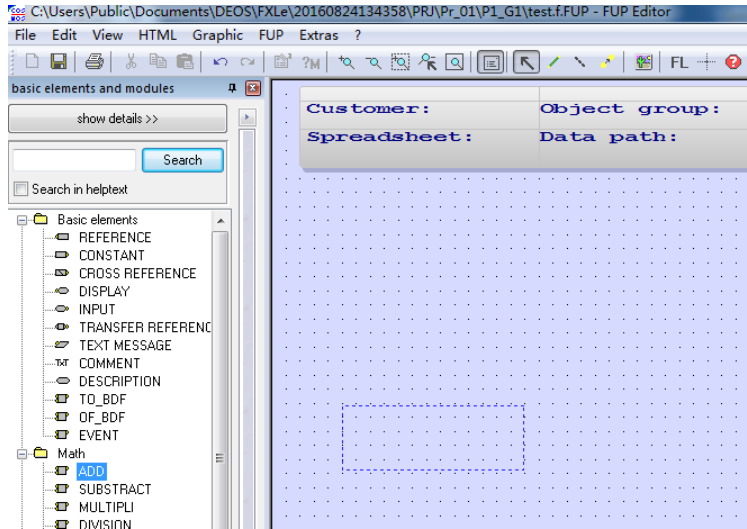 C:\Users\Public\Documents\DEOS\FXLe\20160824134358\PRJ\Pr_01\P1_G1\test.f.FUP - FUP Editor
File Edit View HTML Graphic FUP Extras ?
?M FL
basic elements and modules
show details >>
Search
Search in helptext
Basic elements
REFERENCE
CONSTANT
CROSS REFERENCE
DISPLAY
INPUT
TRANSFER REFERENC
TEXT MESSAGE
TXT COMMENT
DESCRIPTION
TO_BDF
OF_BDF
EVENT
Math
ADD
SUBSTRACT
MULTIPLI
DIVISION
Customer: Object group:
Spreadsheet: Data path: